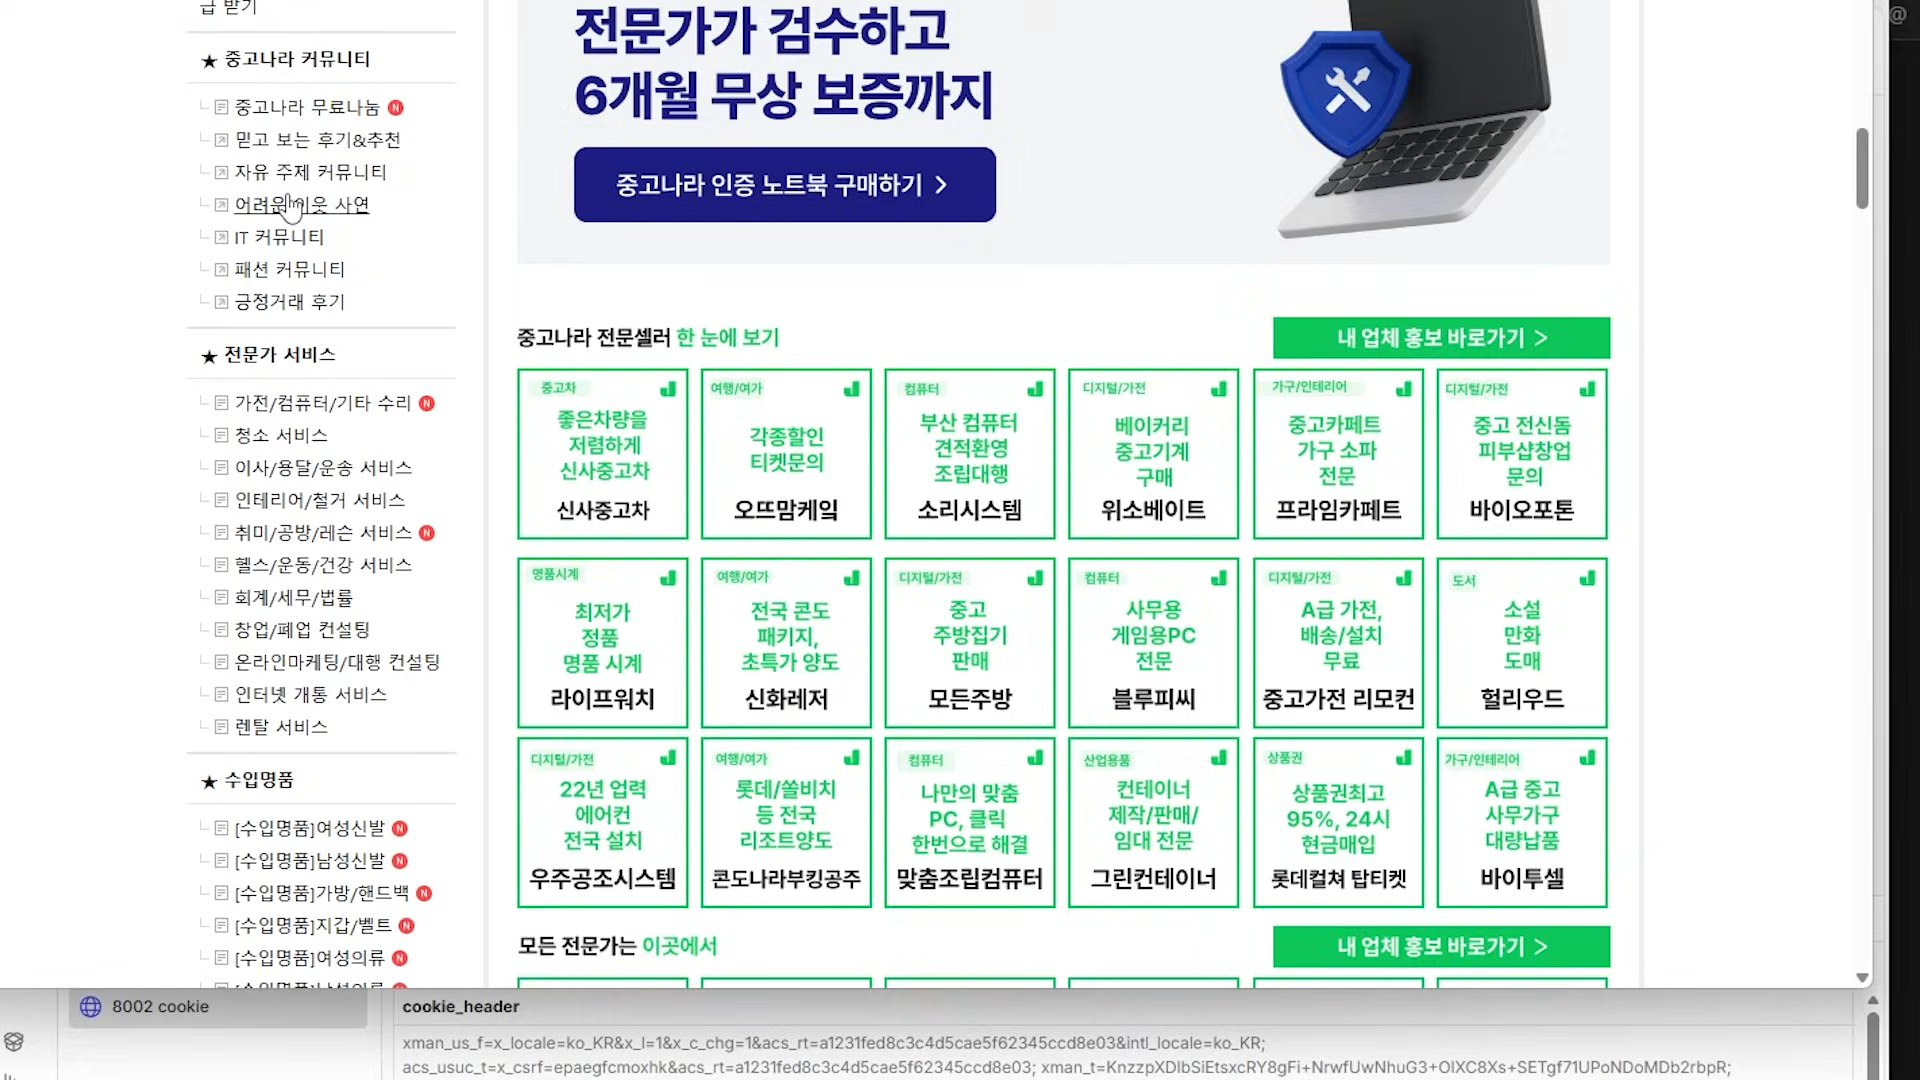 급 받기
★ 중고나라 커뮤니티
중고나라 무료나눔 N
믿고 보는 후기&추천
자유 주제 커뮤니티
어려운 이웃 사연
IT 커뮤니티
패션 커뮤니티
긍정거래 후기
★ 전문가 서비스
가전/컴퓨터/기타 수리 N
청소 서비스
이사/용달/운송 서비스
인테리어/철거 서비스
취미/공방/레슨 서비스 N
헬스/운동/건강 서비스
회계/세무/법률
창업/폐업 컨설팅
온라인마케팅/대행 컨설팅
인터넷 개통 서비스
렌탈 서비스
★ 수입명품
[수입명품]여성신발 N
[수입명품]남성신발 N
[수입명품]가방/핸드백 N
[수입명품]지갑/벨트 N
[수입명품]여성의류 N
전문가가 검수하고
6개월 무상 보증까지
중고나라 인증 노트북 구매하기 >
중고나라 전문셀러 한 눈에 보기
내 업체 홍보 바로가기 >
중고차
좋은차량을
저렴하게
신사중고차
신사중고차
여행/여가
각종할인
티켓문의
오뜨맘케잌
컴퓨터
부산 컴퓨터
견적환영
조립대행
소리시스템
디지털/가전
베이커리
중고기계
구매
위소베이트
가구/인테리어
중고카페트
가구 소파
전문
프라임카페트
디지털/가전
중고 전신돔
피부샵창업
문의
바이오포톤
명품시계
최저가
정품
명품 시계
라이프워치
여행/여가
전국 콘도
패키지,
초특가 양도
신화레저
디지털/가전
중고
주방집기
판매
모든주방
컴퓨터
사무용
게임용PC
전문
블루피씨
디지털/가전
A급 가전,
배송/설치
무료
중고가전 리모컨
도서
소설
만화
도매
헐리우드
디지털/가전
22년 업력
에어컨
전국 설치
우주공조시스템
여행/여가
롯데/쏠비치
등 전국
리조트양도
콘도나라부킹공주
컴퓨터
나만의 맞춤
PC, 클릭
한번으로 해결
맞춤조립컴퓨터
산업용품
컨테이너
제작/판매/
임대 전문
그린컨테이너
상품권
상품권최고
95%, 24시
현금매입
롯데컬쳐 탑티켓
가구/인테리어
A급 중고
사무가구
대량납품
바이투셀
모든 전문가는 이곳에서
내 업체 홍보 바로가기 >
8002 cookie
cookie_header
xman_us_f=x_locale=ko_KR&x_l=1&x_c_chg=1&acs_rt=a1231fed8c3c4d5cae5f62345ccd8e03&intl_locale=ko_KR;
acs_usuc_t=x_csrf=epaegfcmoxhk&acs_rt=a1231fed8c3c4d5cae5f62345ccd8e03; xman_t=KnzzpXDlbSiEtsxcRY8gFi+NrwfUwNhuG3+OlXC8Xs+SETgf71UPoNDoMDb2rbpR;
@